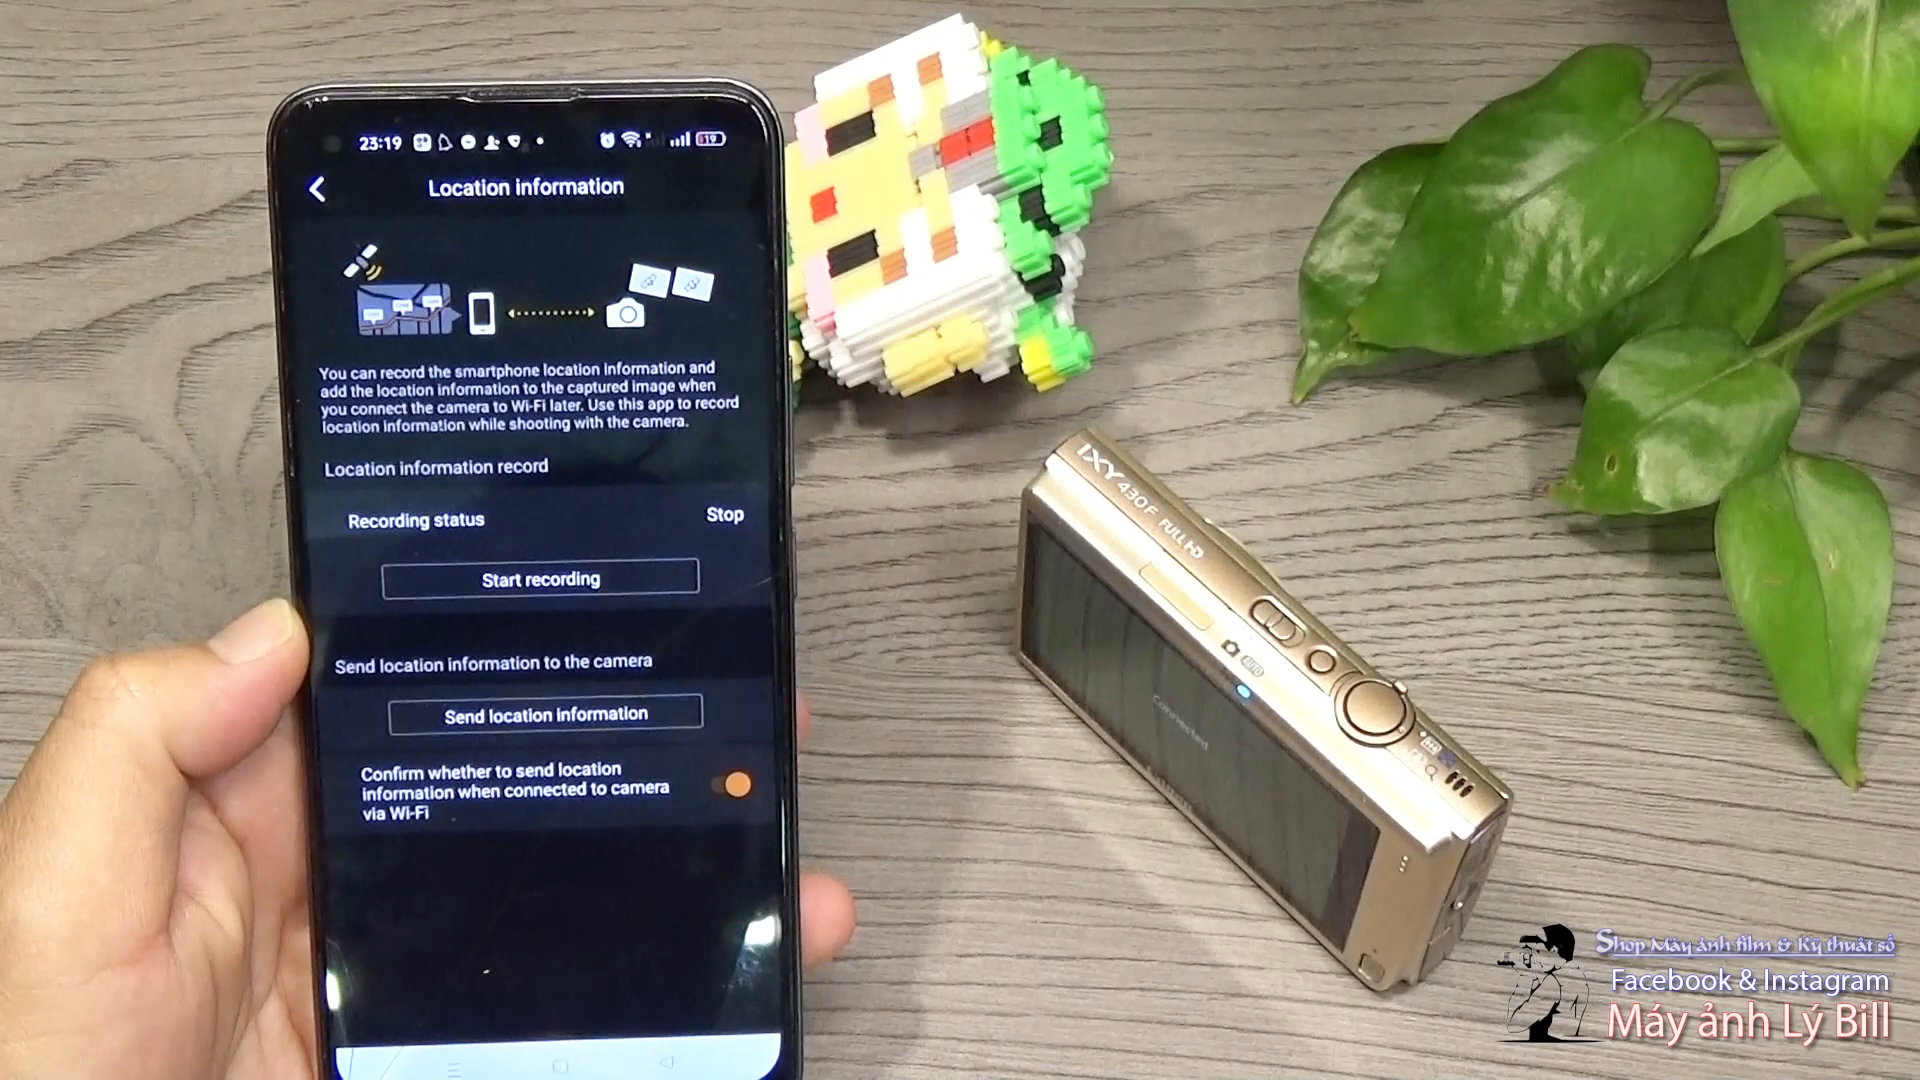 23:19
19
Location information
You can record the smartphone location information and
add the location information to the captured image when
you connect the camera to Wi-Fi later. Use this app to record
location information while shooting with the camera.
Location information record
Recording status
Stop
Start recording
Send location information to the camera
Send location information
Confirm whether to send location
information when connected to camera
via Wi-Fi
IXY 430F FULL HD
AUTO
Connected
Shop Máy ảnh film & Kỹ thuật số
Facebook & Instagram
Máy ảnh Lý Bill